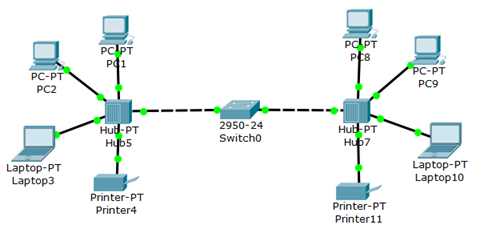 PC-PT
PC1
PC-PT
PC2
Hub-PT
Hub5
Laptop-PT
Laptop3
Printer-PT
Printer4
2950-24
Switch0
PC-PT
PC8
PC-PT
PC9
Hub-PT
Hub7
Laptop-PT
Laptop10
Printer-PT
Printer11